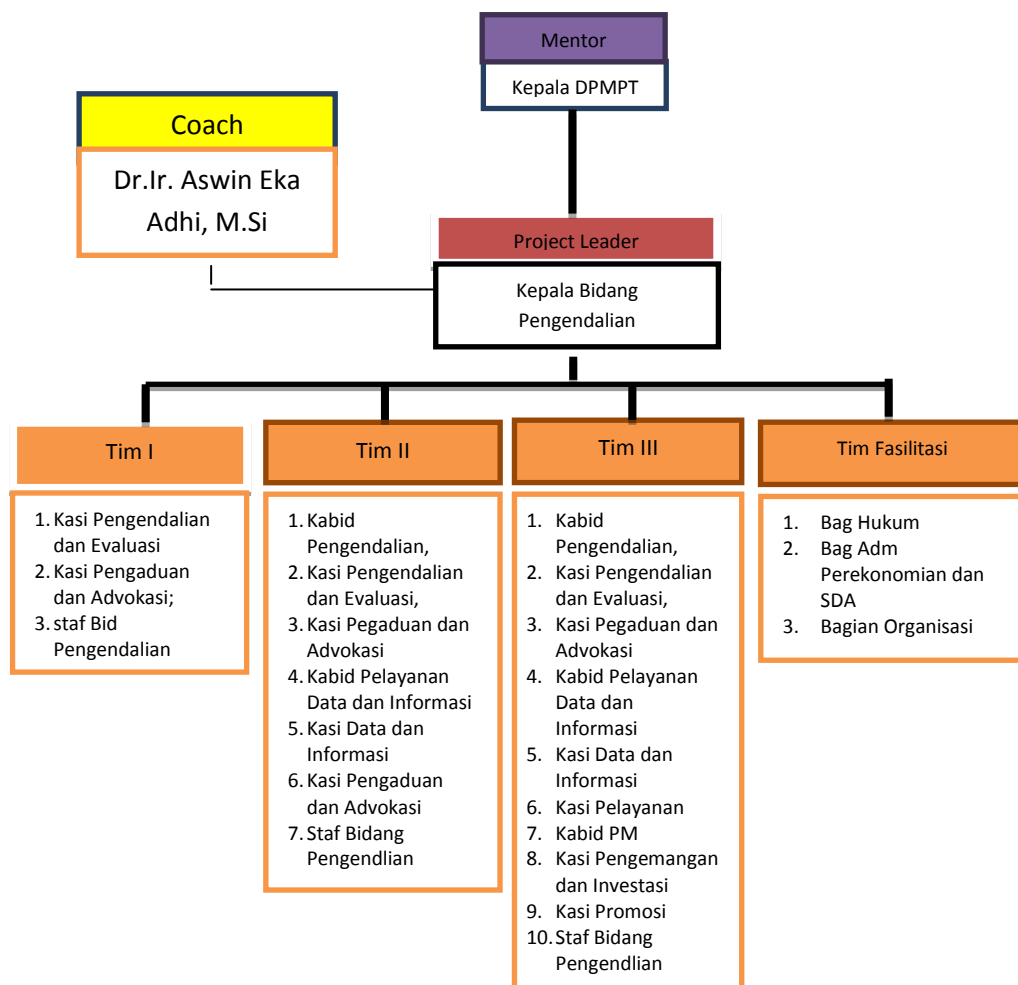 Mentor
Kepala DPMPT
Coach
Dr.Ir. Aswin Eka
Adhi, M.Si
Project Leader
Kepala Bidang
Pengendalian
Tim I
1. Kasi Pengendalian
dan Evaluasi
2. Kasi Pengaduan
dan Advokasi;
3. staf Bid
Pengendalian
Tim II
1. Kabid
Pengendalian,
2. Kasi Pengendalian
dan Evaluasi,
3. Kasi Pegaduan dan
Advokasi
4. Kabid Pelayanan
Data dan Informasi
5. Kasi Data dan
Informasi
6. Kasi Pengaduan
dan Advokasi
7. Staf Bidang
Pengendlian
Tim III
1. Kabid
Pengendalian,
2. Kasi Pengendalian
dan Evaluasi,
3. Kasi Pegaduan dan
Advokasi
4. Kabid Pelayanan
Data dan
Informasi
5. Kasi Data dan
Informasi
6. Kasi Pelayanan
7. Kabid PM
8. Kasi Pengemangan
dan Investasi
9. Kasi Promosi
10. Staf Bidang
Pengendlian
Tim Fasilitasi
1. Bag Hukum
2. Bag Adm
Perekonomian dan
SDA
3. Bagian Organisasi